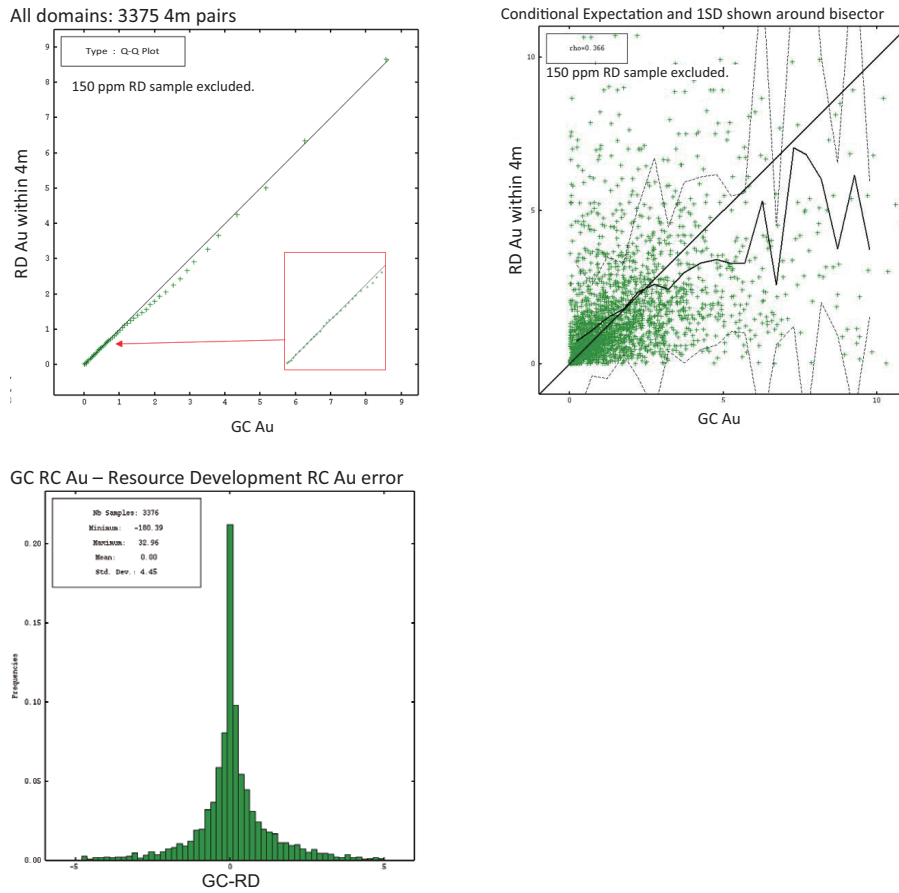 All domains: 3375 4m pairs
Type : Q-Q Plot
150 ppm RD sample excluded.
RD Au within 4m
9
8
7
6
5
4
3
2
1
0
0 1 2 3 4 5 6 7 8 9
GC Au
Conditional Expectation and 1SD shown around bisector
rho=0.366
150 ppm RD sample excluded.
RD Au within 4m
10
5
0
0 5 10
GC Au
GC RC Au – Resource Development RC Au error
Nb Samples: 3376
Minimum: -180.39
Maximum: 32.96
Mean: 0.00
Std. Dev.: 4.45
Frequencies
0.20
0.15
0.10
0.05
0.00
-5 0 5
GC-RD